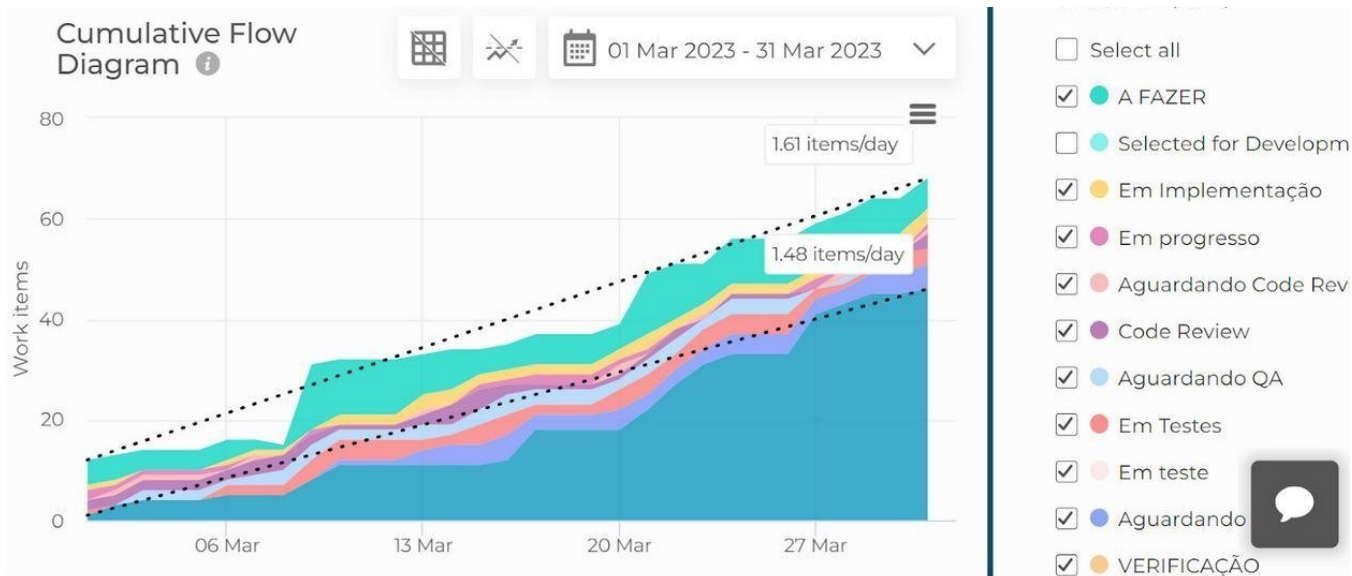 Cumulative Flow
Diagram
01 Mar 2023 - 31 Mar 2023
80
60
40
20
0
Work items
1.61 items/day
1.48 items/day
06 Mar
13 Mar
20 Mar
27 Mar
Select all
A FAZER
Selected for Developm
Em Implementação
Em progresso
Aguardando Code Rev
Code Review
Aguardando QA
Em Testes
Em teste
Aguardando
VERIFICAÇÃO